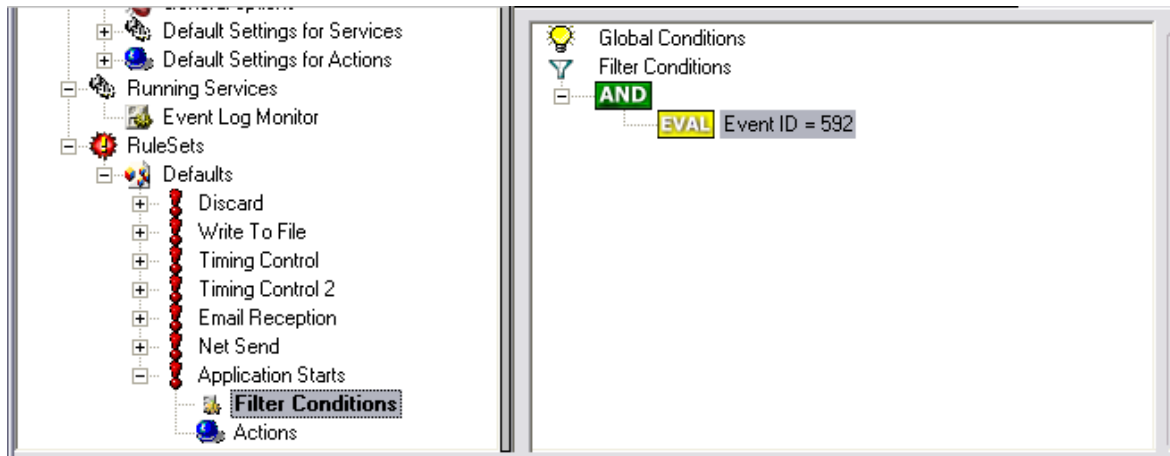 General option
Default Settings for Services
Default Settings for Actions
Running Services
Event Log Monitor
RuleSets
Defaults
Discard
Write To File
Timing Control
Timing Control 2
Email Reception
Net Send
Application Starts
Filter Conditions
Actions
Global Conditions
Filter Conditions
AND
EVAL Event ID = 592